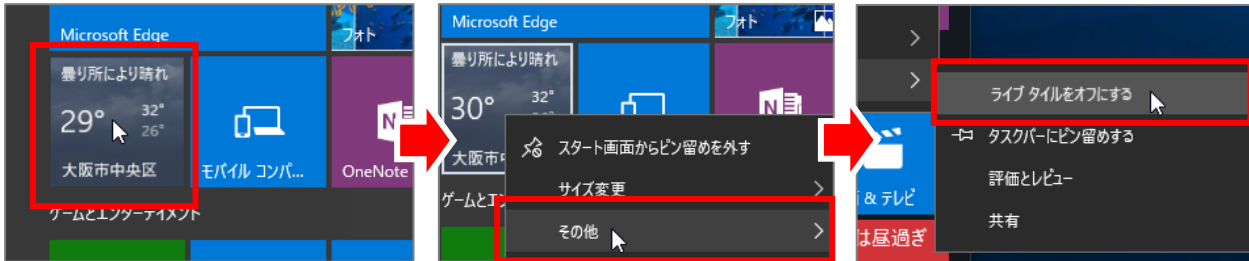 Microsoft Edge
フォト
曇り所により晴れ
29°
32°
26°
大阪市中央区
モバイル コンパ...
OneNote
ゲームとエンターテイメント
Microsoft Edge
フォト
曇り所により晴れ
30°
32°
大阪市
スタート画面からピン留めを外す
サイズ変更
ゲームとエン
その他
ライブ タイルをオフにする
タスクバーにピン留めする
評価とレビュー
& テレビ
共有
は昼過ぎ